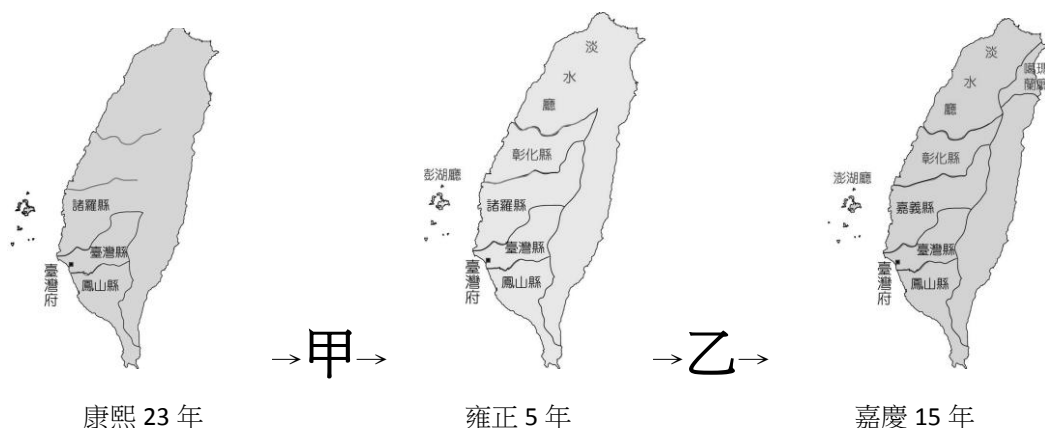 諸羅縣
臺灣縣
鳳山縣
臺灣府
康熙 23 年
→甲→
淡水廳
彰化縣
澎湖廳
諸羅縣
臺灣縣
鳳山縣
臺灣府
雍正 5 年
→乙→
淡水廳
噶瑪蘭廳
彰化縣
澎湖廳
嘉義縣
臺灣縣
鳳山縣
臺灣府
嘉慶 15 年